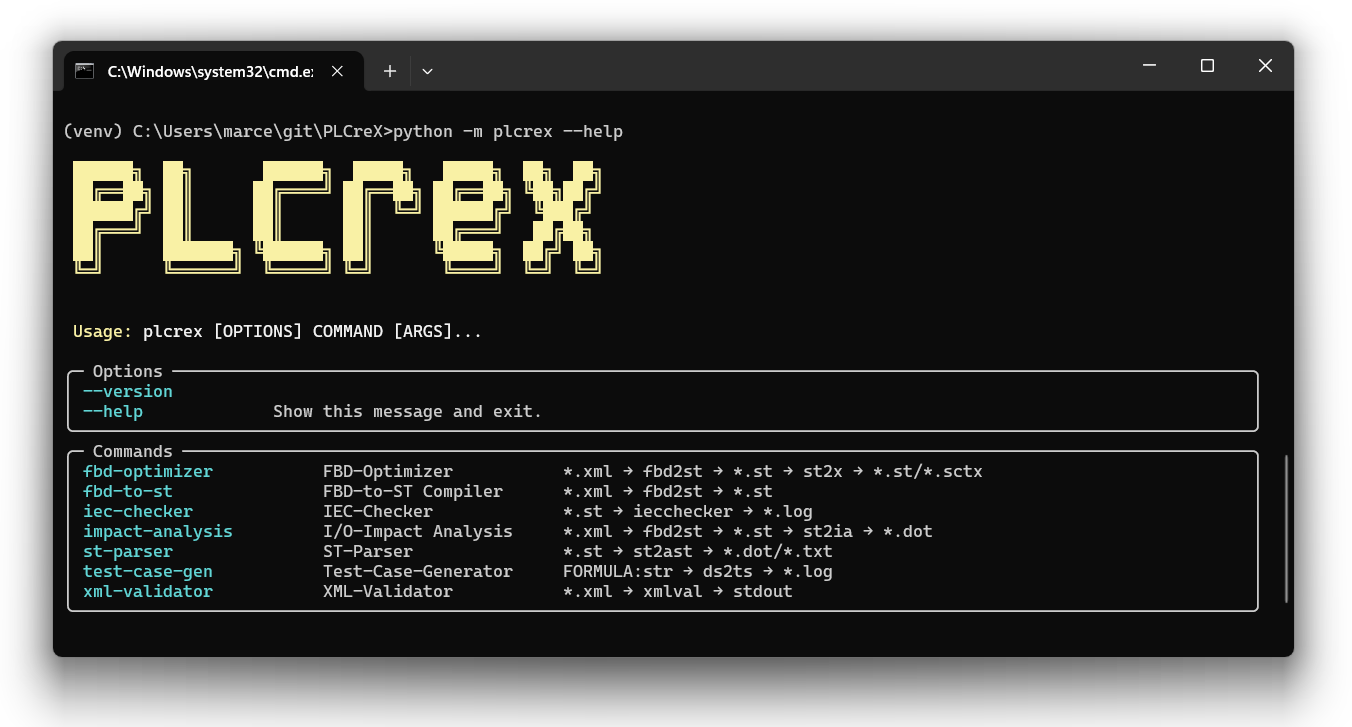 C:\Windows\system32\cmd.e
(venv) C:\Users\marce\git\PLCreX>python -m plcrex --help
PLCreX
Usage: plcrex [OPTIONS] COMMAND [ARGS]...
Options
--version
--help Show this message and exit.
Commands
fbd-optimizer FBD-Optimizer *.xml → fbd2st → *.st → st2x → *.st/*.sctx
fbd-to-st FBD-to-ST Compiler *.xml → fbd2st → *.st
iec-checker IEC-Checker *.st → iecchecker → *.log
impact-analysis I/O-Impact Analysis *.xml → fbd2st → *.st → st2ia → *.dot
st-parser ST-Parser *.st → st2ast → *.dot/*.txt
test-case-gen Test-Case-Generator FORMULA:str → ds2ts → *.log
xml-validator XML-Validator *.xml → xmlval → stdout